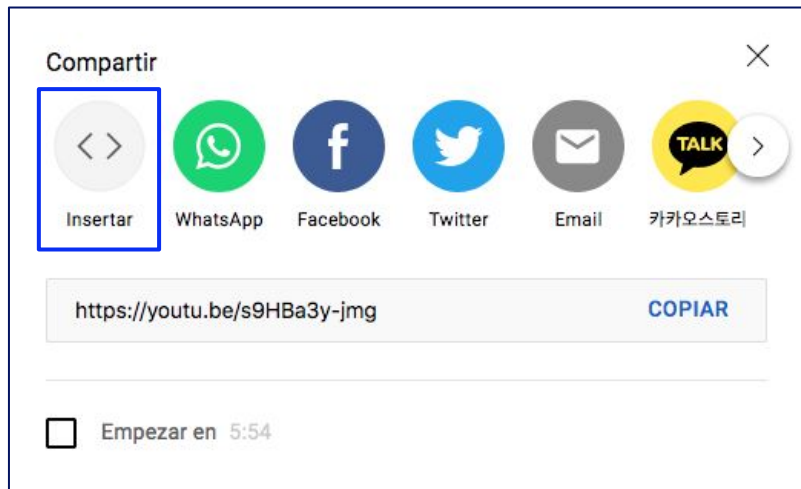 Compartir
TALK
Insertar WhatsApp Facebook Twitter Email 카카오스토리
https://youtu.be/s9HBa3y-jmg COPIAR
Empezar en 5:54